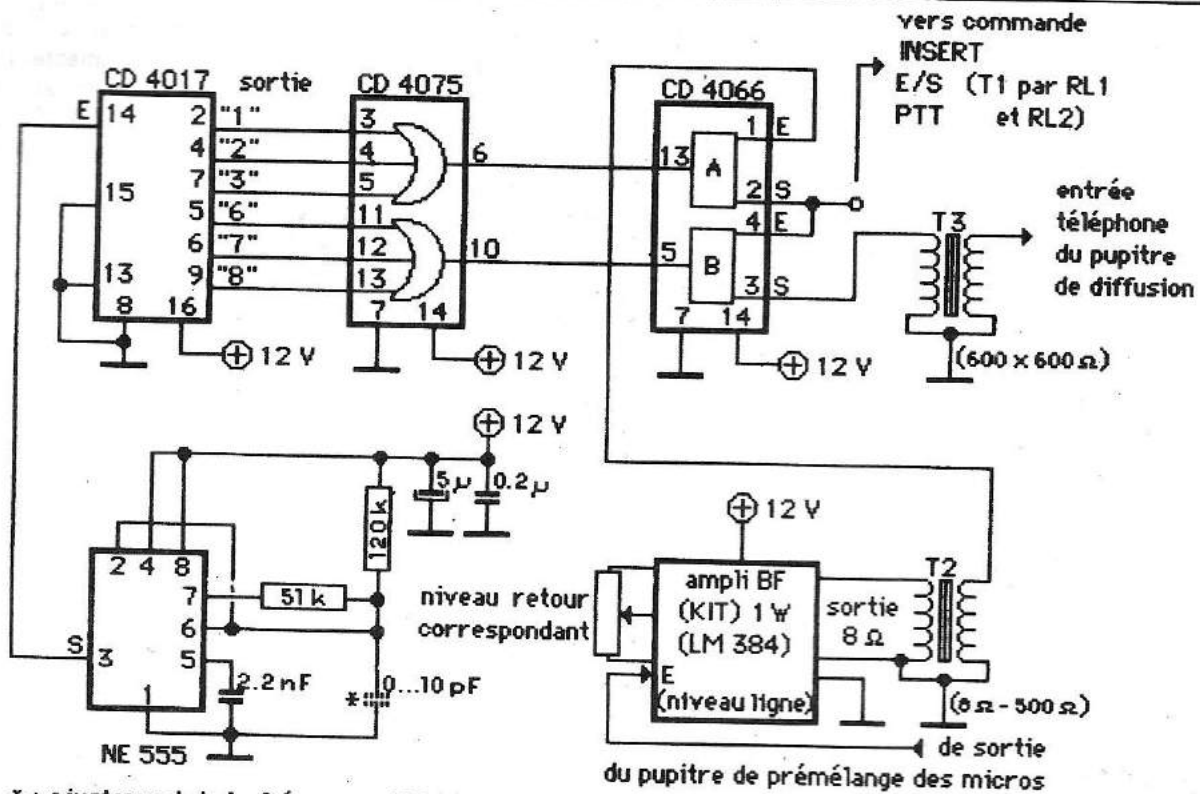 vers commande
INSERT
E/S (T1 par RL1
PTT et RL2)
CD 4017 sortie CD 4075 CD 4066
E 14 2 "1" 3
4 "2" 4 6
7 "3" 5
15 5 "6" 11
6 "7" 12 10
13 9 "8" 13
8 16 7 14
12 V 12 V
1 E
13 A
2 S
4 E
5 B
3 S
7 14
12 V
T3
entrée
téléphone
du pupitre
de diffusion
(600 x 600 Ω)
12 V
5 µ 0.2 µ
120 k
2 4 8
7 51 k
6
S 3 5
2.2 nF
1
* 0...10 pF
NE 555
12 V
niveau retour
correspondant
ampli BF
(KIT) 1 W
(LM 384)
E
(niveau ligne)
sortie
8 Ω
T2
(8 Ω - 500 Ω)
de sortie
du pupitre de prémélange des micros